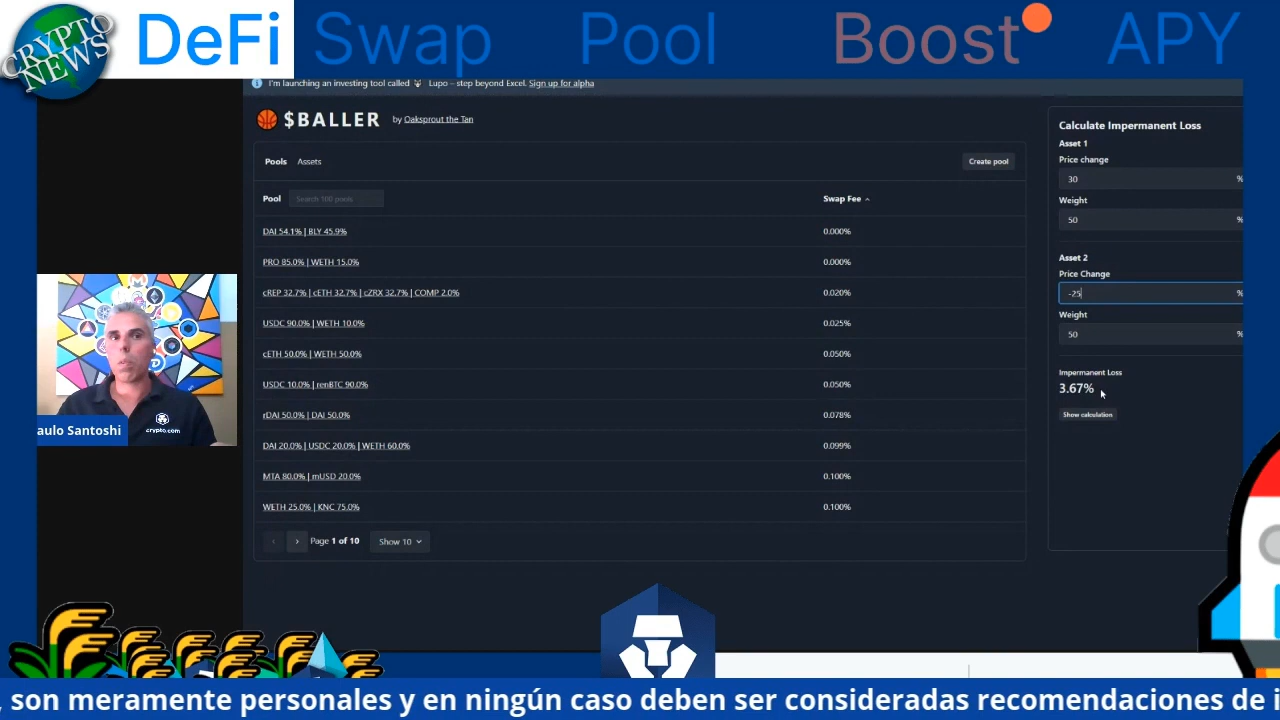 CRYPTO
NEWS
DeFi
Swap
Pool
Boost
APY
I'm launching an investing tool called Lupo – step beyond Excel. Sign up for alpha
$BALLER by Oaksprout the Tan
Pools Assets
Create pool
Pool Search 100 pools Swap Fee
DAI 54.1% | BLY 45.9% 0.000%
PRO 85.0% | WETH 15.0% 0.000%
cREP 32.7% | cETH 32.7% | cZRX 32.7% | COMP 2.0% 0.020%
USDC 90.0% | WETH 10.0% 0.025%
cETH 50.0% | WETH 50.0% 0.050%
USDC 10.0% | renBTC 90.0% 0.050%
rDAI 50.0% | DAI 50.0% 0.078%
DAI 20.0% | USDC 20.0% | WETH 60.0% 0.099%
MTA 80.0% | mUSD 20.0% 0.100%
WETH 25.0% | KNC 75.0% 0.100%
‹ › Page 1 of 10 Show 10
Calculate Impermanent Loss
Asset 1
Price change
30 %
Weight
50 %
Asset 2
Price Change
-25 %
Weight
50 %
Impermanent Loss
3.67%
Show calculation
crypto.com
aulo Santoshi
, son meramente personales y en ningún caso deben ser consideradas recomendaciones de i